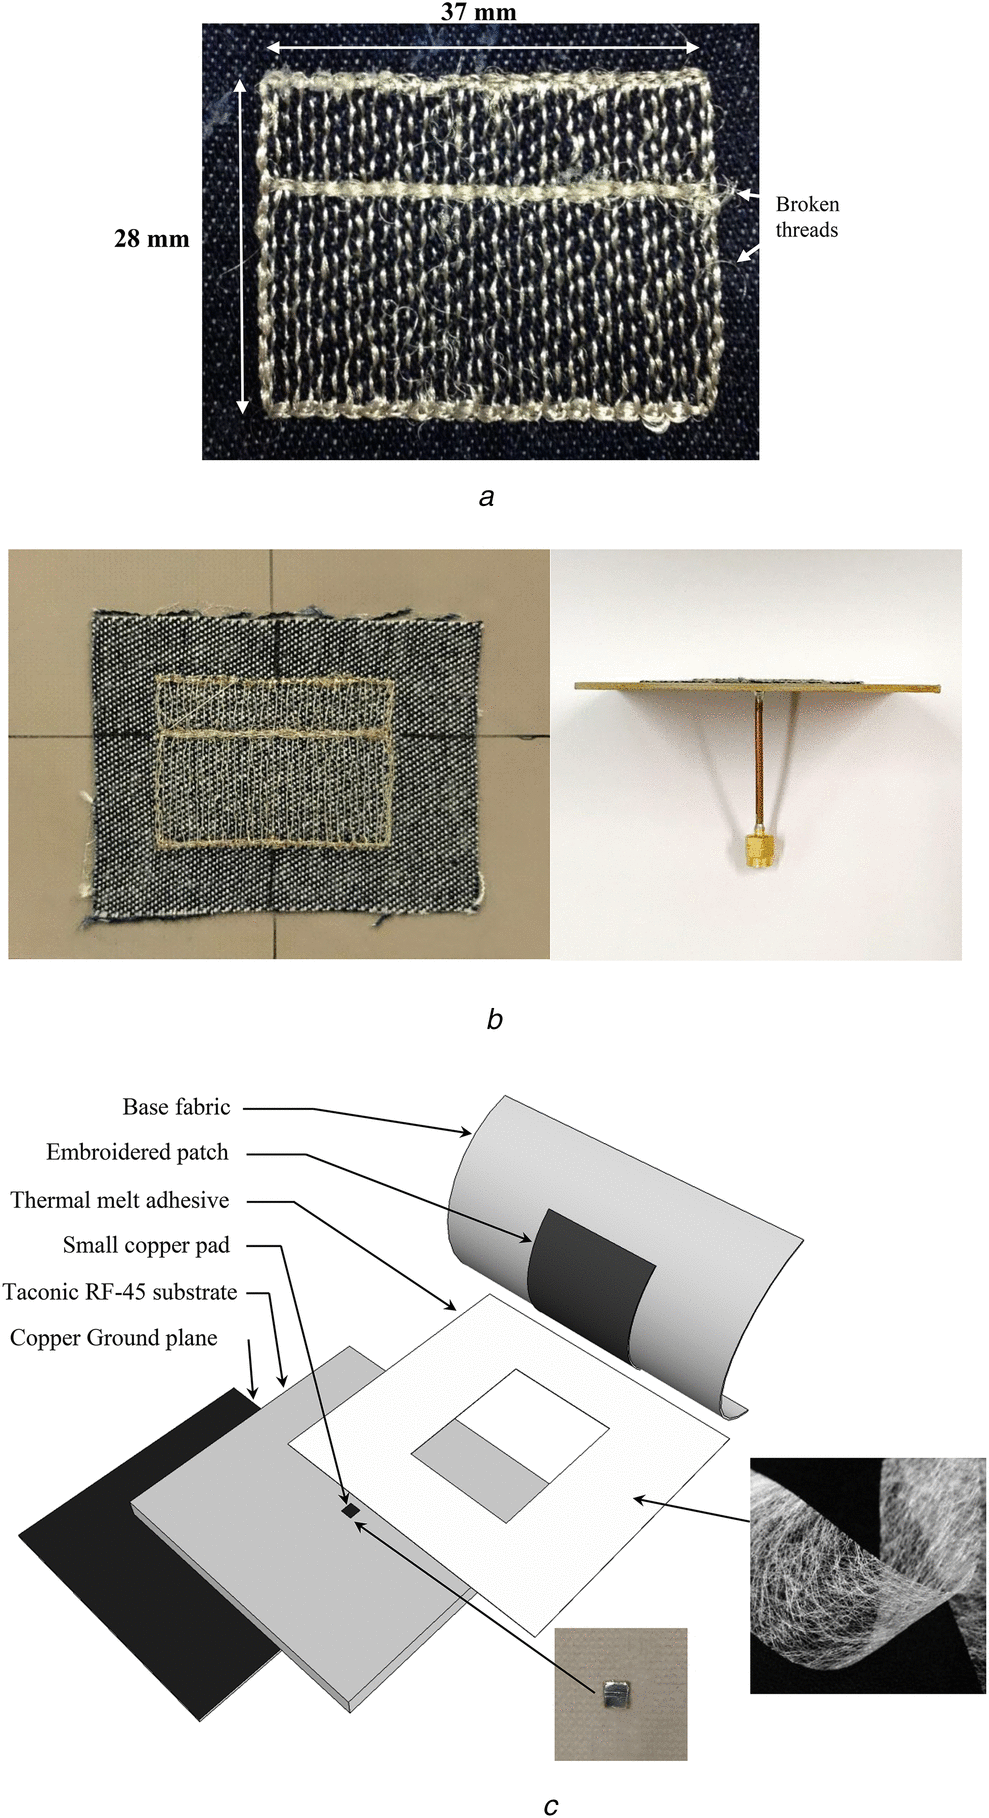 37 mm
28 mm
Broken
threads
a
b
Base fabric
Embroidered patch
Thermal melt adhesive
Small copper pad
Taconic RF-45 substrate
Copper Ground plane
c